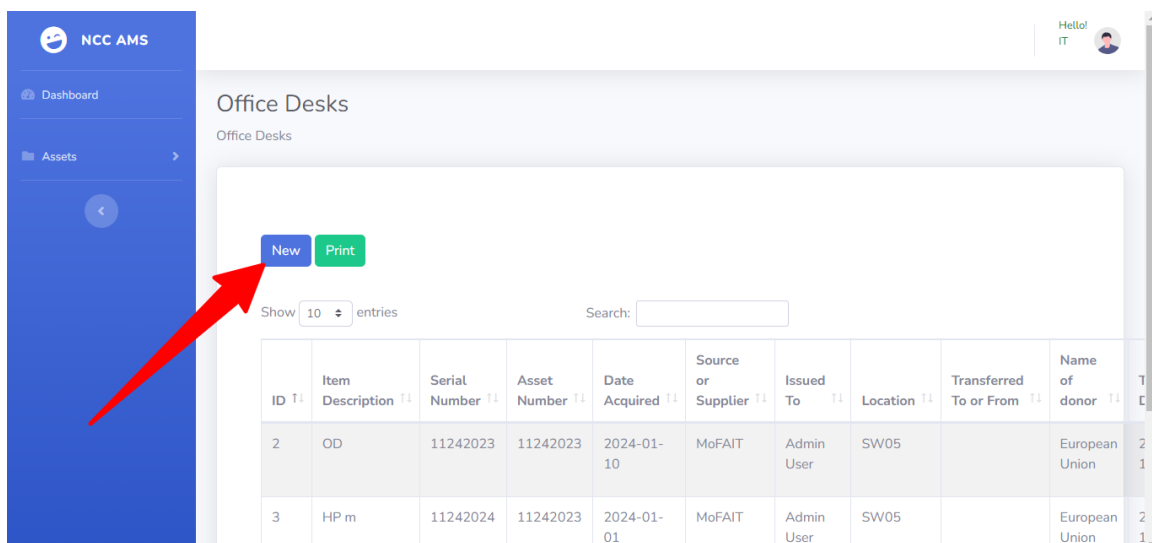 NCC AMS
Hello!
IT
Dashboard
Assets
Office Desks
Office Desks
New Print
Show 10 entries Search:
ID Item Description Serial Number Asset Number Date Acquired Source or Supplier Issued To Location Transferred To or From Name of donor
2 OD 11242023 11242023 2024-01-10 MoFAIT Admin User SW05 European Union
3 HP m 11242024 11242023 2024-01-01 MoFAIT Admin User SW05 European Union